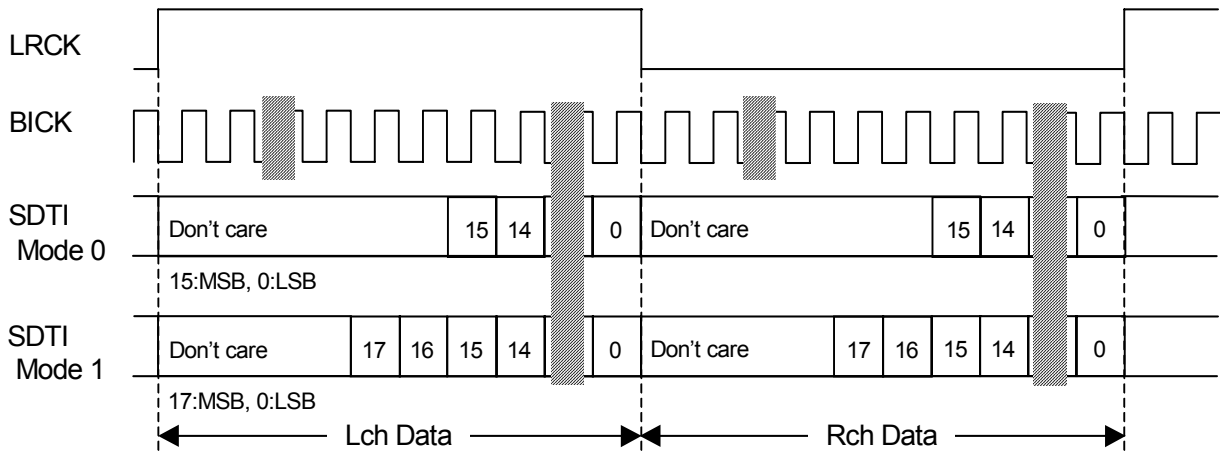 LRCK
BICK
SDTI
Mode 0
Don't care 15 14 0 Don't care 15 14 0
15:MSB, 0:LSB
SDTI
Mode 1
Don't care 17 16 15 14 0 Don't care 17 16 15 14 0
17:MSB, 0:LSB
Lch Data Rch Data